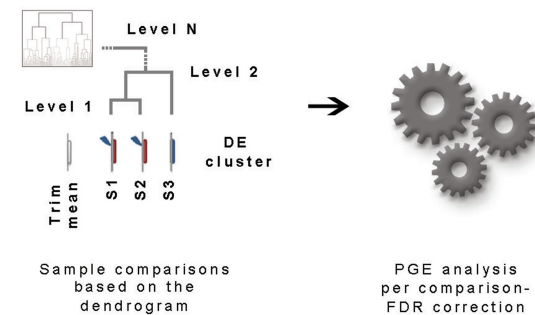 Level N
Level 2
Level 1
DE
cluster
Trim
mean
S1
S2
S3
Sample comparisons
based on the
dendrogram
PGE analysis
per comparison-
FDR correction